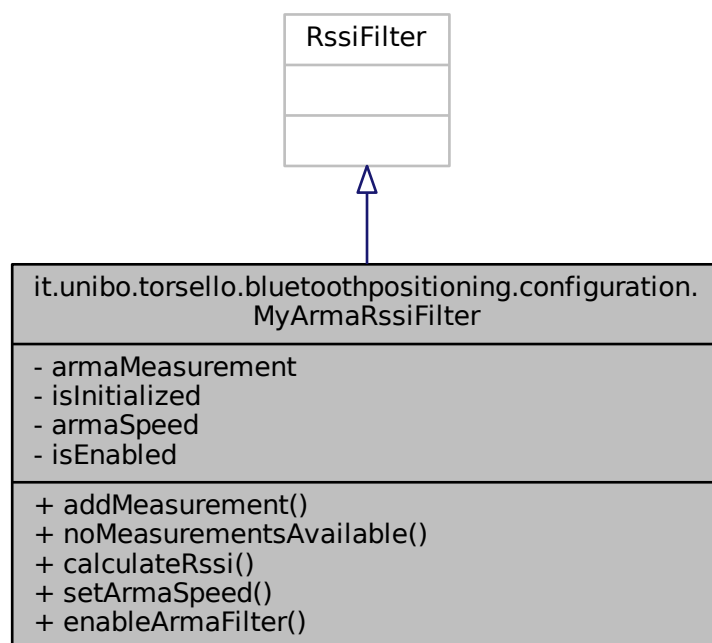 RssiFilter
it.unibo.torsello.bluetoothpositioning.configuration.
MyArmaRssiFilter
- armaMeasurement
- isInitialized
- armaSpeed
- isEnabled
+ addMeasurement()
+ noMeasurementsAvailable()
+ calculateRssi()
+ setArmaSpeed()
+ enableArmaFilter()